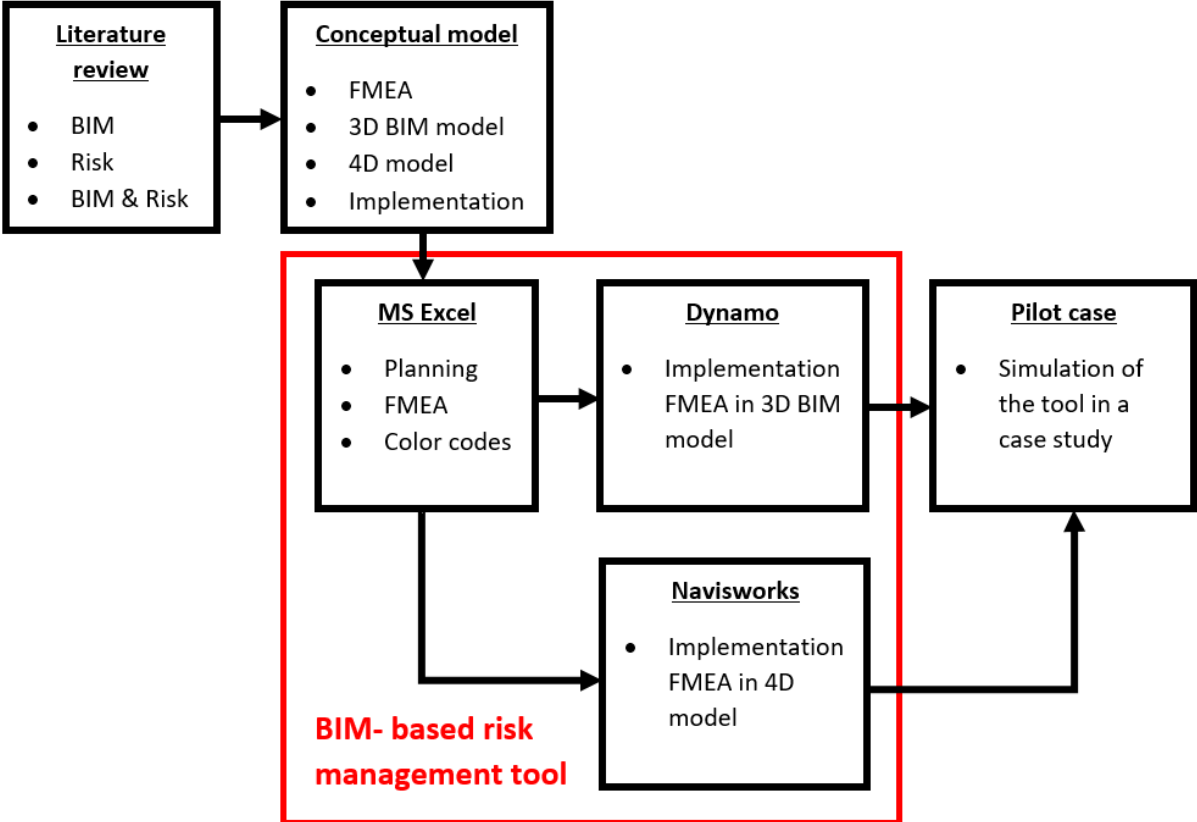 Literature
review
• BIM
• Risk
• BIM & Risk
Conceptual model
• FMEA
• 3D BIM model
• 4D model
• Implementation
MS Excel
• Planning
• FMEA
• Color codes
Dynamo
• Implementation
FMEA in 3D BIM
model
Pilot case
• Simulation of
the tool in a
case study
Navisworks
• Implementation
FMEA in 4D
model
BIM- based risk
management tool